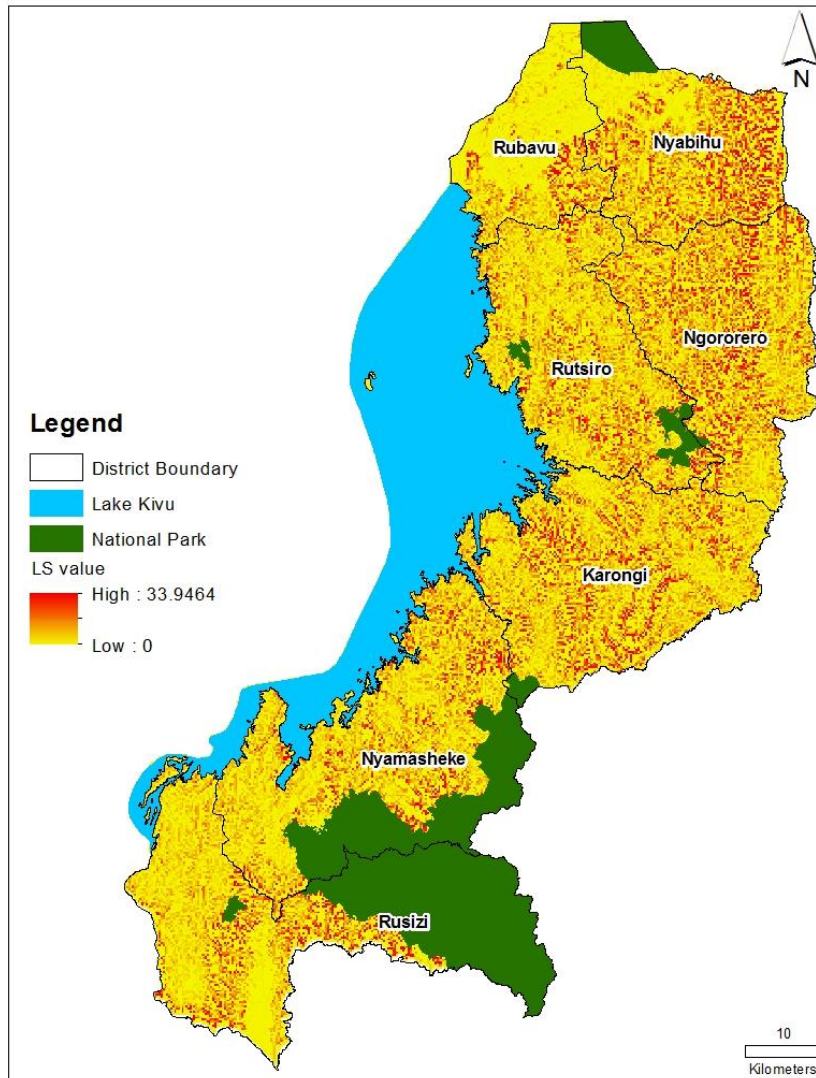 N
Rubavu
Nyabihu
Ngororero
Rutsiro
Legend
District Boundary
Lake Kivu
National Park
LS value
High : 33.9464
Low : 0
Karongi
Nyamasheke
Rusizi
10
Kilometers